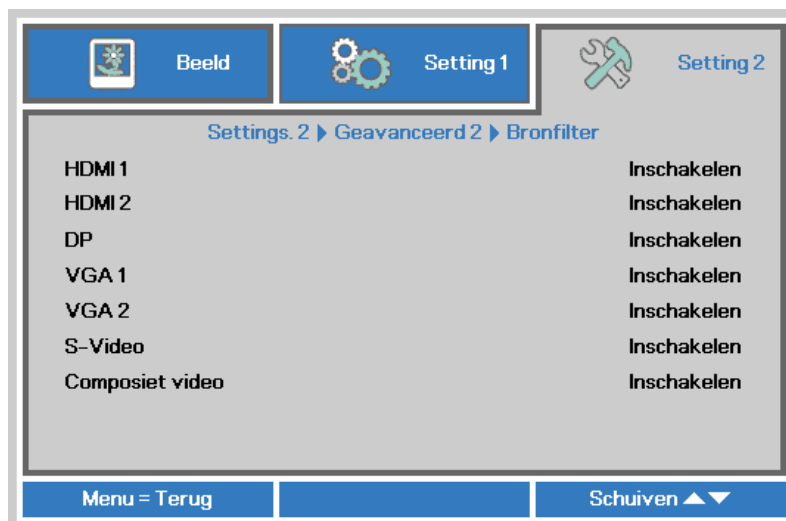 Beeld
Setting 1
Setting 2
Settings. 2 ▶ Geavanceerd 2 ▶ Bronfilter
HDMI 1 Inschakelen
HDMI 2 Inschakelen
DP Inschakelen
VGA 1 Inschakelen
VGA 2 Inschakelen
S-Video Inschakelen
Composiet video Inschakelen
Menu = Terug
Schuiven ▲▼